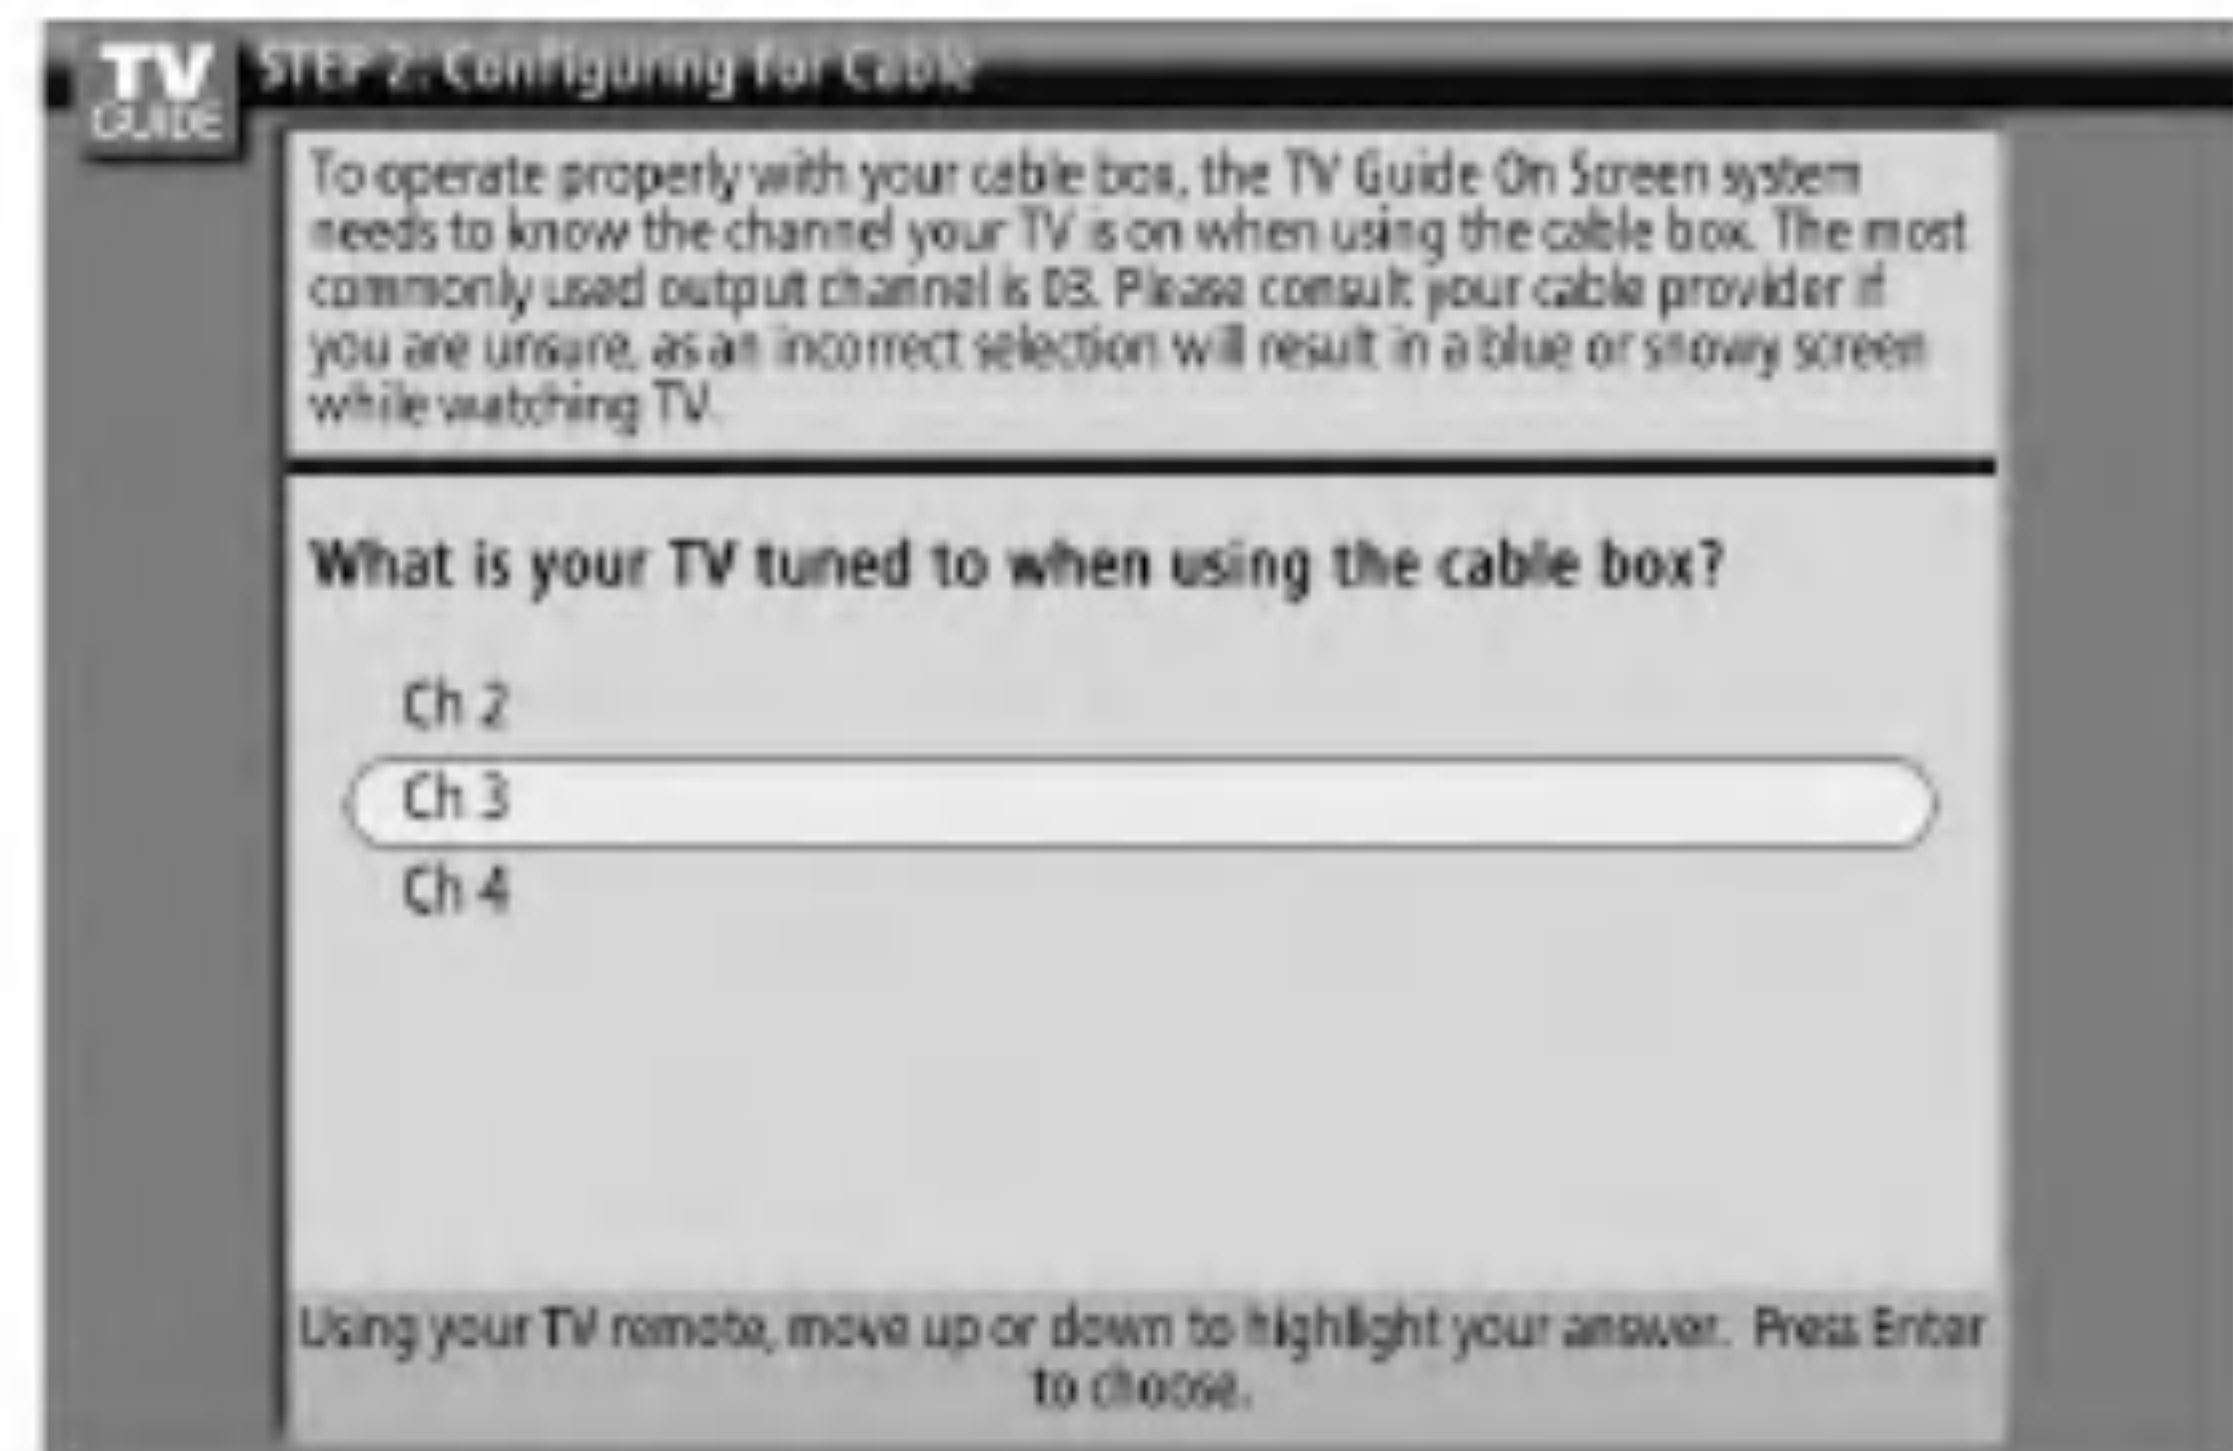 TV
GUIDE
STEP 2: Configuring for Cable
To operate properly with your cable box, the TV Guide On Screen system
needs to know the channel your TV is on when using the cable box. The most
commonly used output channel is 03. Please consult your cable provider if
you are unsure, as an incorrect selection will result in a blue or snowy screen
while watching TV.
What is your TV tuned to when using the cable box?
Ch 2
Ch 3
Ch 4
Using your TV remote, move up or down to highlight your answer. Press Enter
to choose.